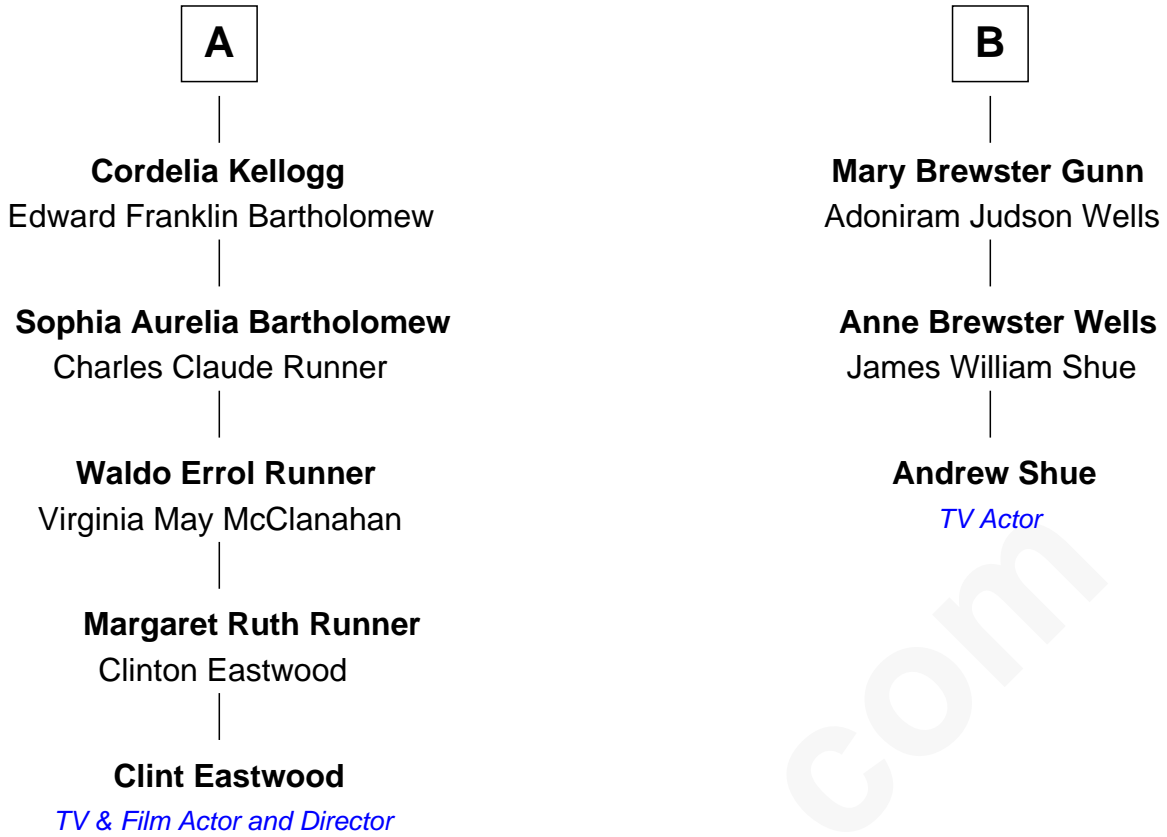 A
Cordelia Kellogg
Edward Franklin Bartholomew
Sophia Aurelia Bartholomew
Charles Claude Runner
Waldo Errol Runner
Virginia May McClanahan
Margaret Ruth Runner
Clinton Eastwood
Clint Eastwood
TV & Film Actor and Director
B
Mary Brewster Gunn
Adoniram Judson Wells
Anne Brewster Wells
James William Shue
Andrew Shue
TV Actor
com